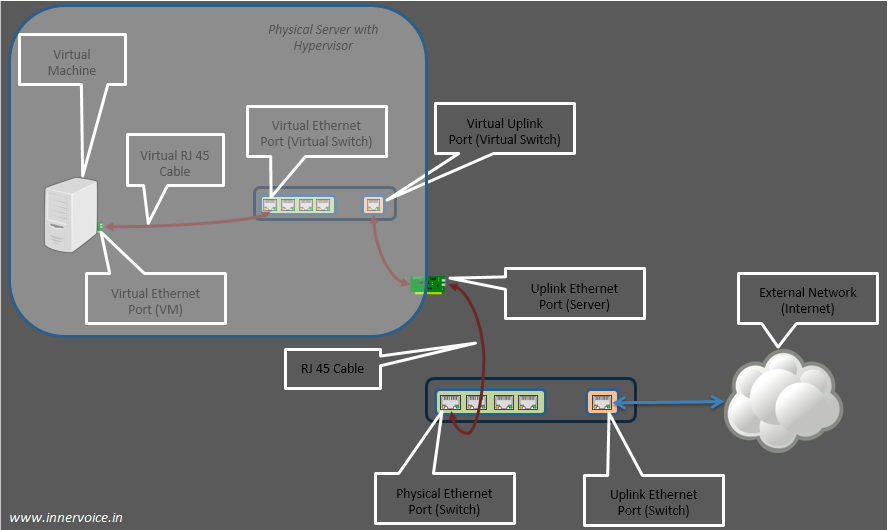 Physical Server with
Hypervisor
Virtual
Machine
Virtual Ethernet
Port (Virtual Switch)
Virtual Uplink
Port (Virtual Switch)
Virtual RJ 45
Cable
Virtual Ethernet
Port (VM)
Uplink Ethernet
Port (Server)
External Network
(Internet)
RJ 45 Cable
Physical Ethernet
Port (Switch)
Uplink Ethernet
Port (Switch)
www.innervoice.in